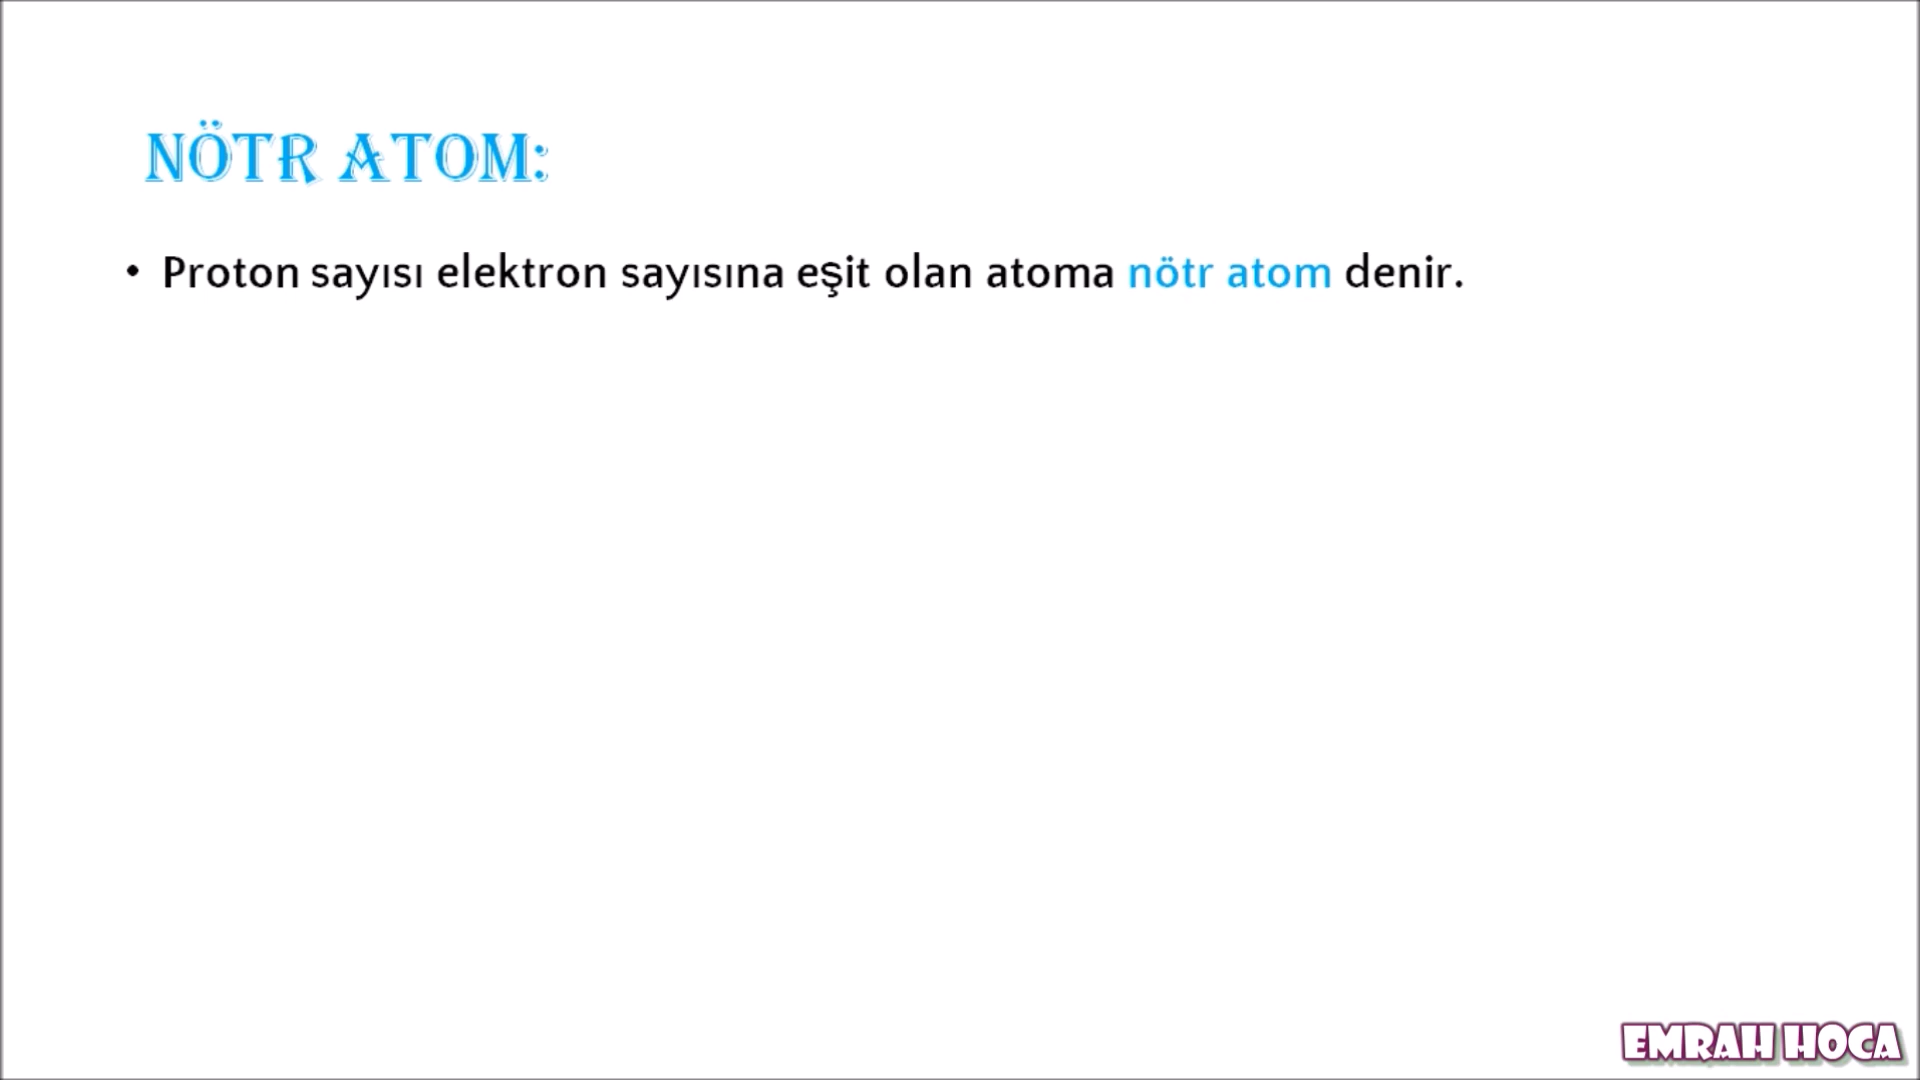 NÖTR ATOM:
• Proton sayısı elektron sayısına eşit olan atoma nötr atom denir.
EMRAH HOCA